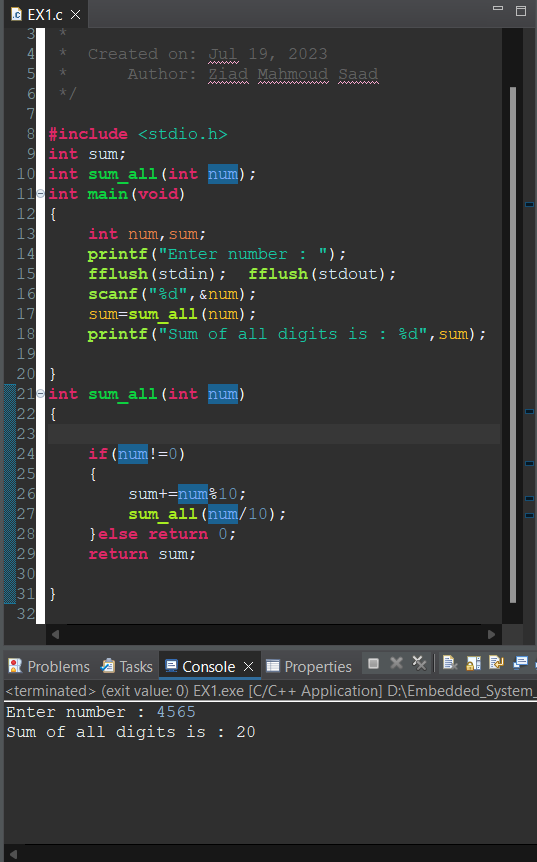 EX1.c
3 *
4 *  Created on: Jul 19, 2023
5 *      Author: Ziad Mahmoud Saad
6 */
7
8 #include <stdio.h>
9 int sum;
10 int sum_all(int num);
11 int main(void)
12 {
13     int num,sum;
14     printf("Enter number : ");
15     fflush(stdin);  fflush(stdout);
16     scanf("%d",&num);
17     sum=sum_all(num);
18     printf("Sum of all digits is : %d",sum);
19
20 }
21 int sum_all(int num)
22 {
23
24     if(num!=0)
25     {
26         sum+=num%10;
27         sum_all(num/10);
28     }else return 0;
29     return sum;
30
31 }
32
Problems Tasks Console Properties
<terminated> (exit value: 0) EX1.exe [C/C++ Application] D:\Embedded_System_
Enter number : 4565
Sum of all digits is : 20